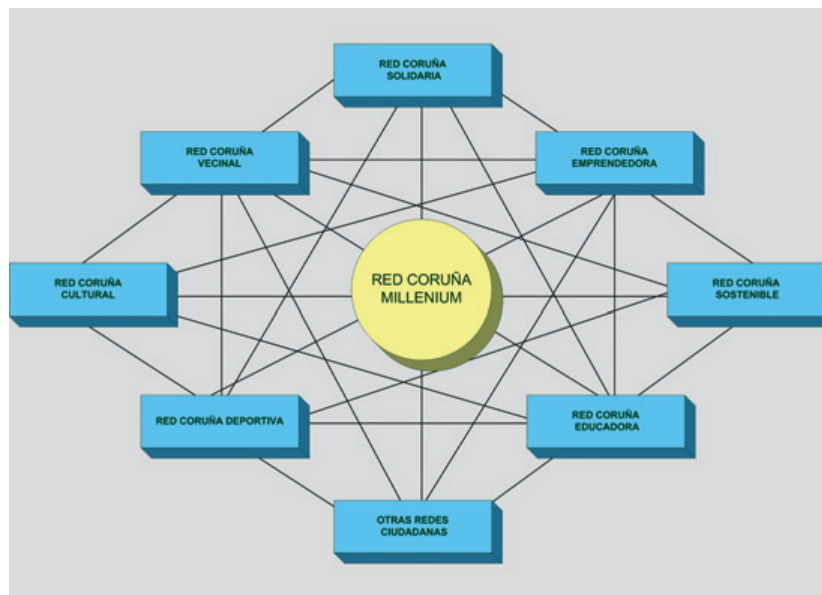 RED CORUÑA
SOLIDARIA
RED CORUÑA
VECINAL
RED CORUÑA
EMPRENDEDORA
RED CORUÑA
CULTURAL
RED CORUÑA
MILLENIUM
RED CORUÑA
SOSTENIBLE
RED CORUÑA DEPORTIVA
RED CORUÑA
EDUCADORA
OTRAS REDES
CIUDADANAS